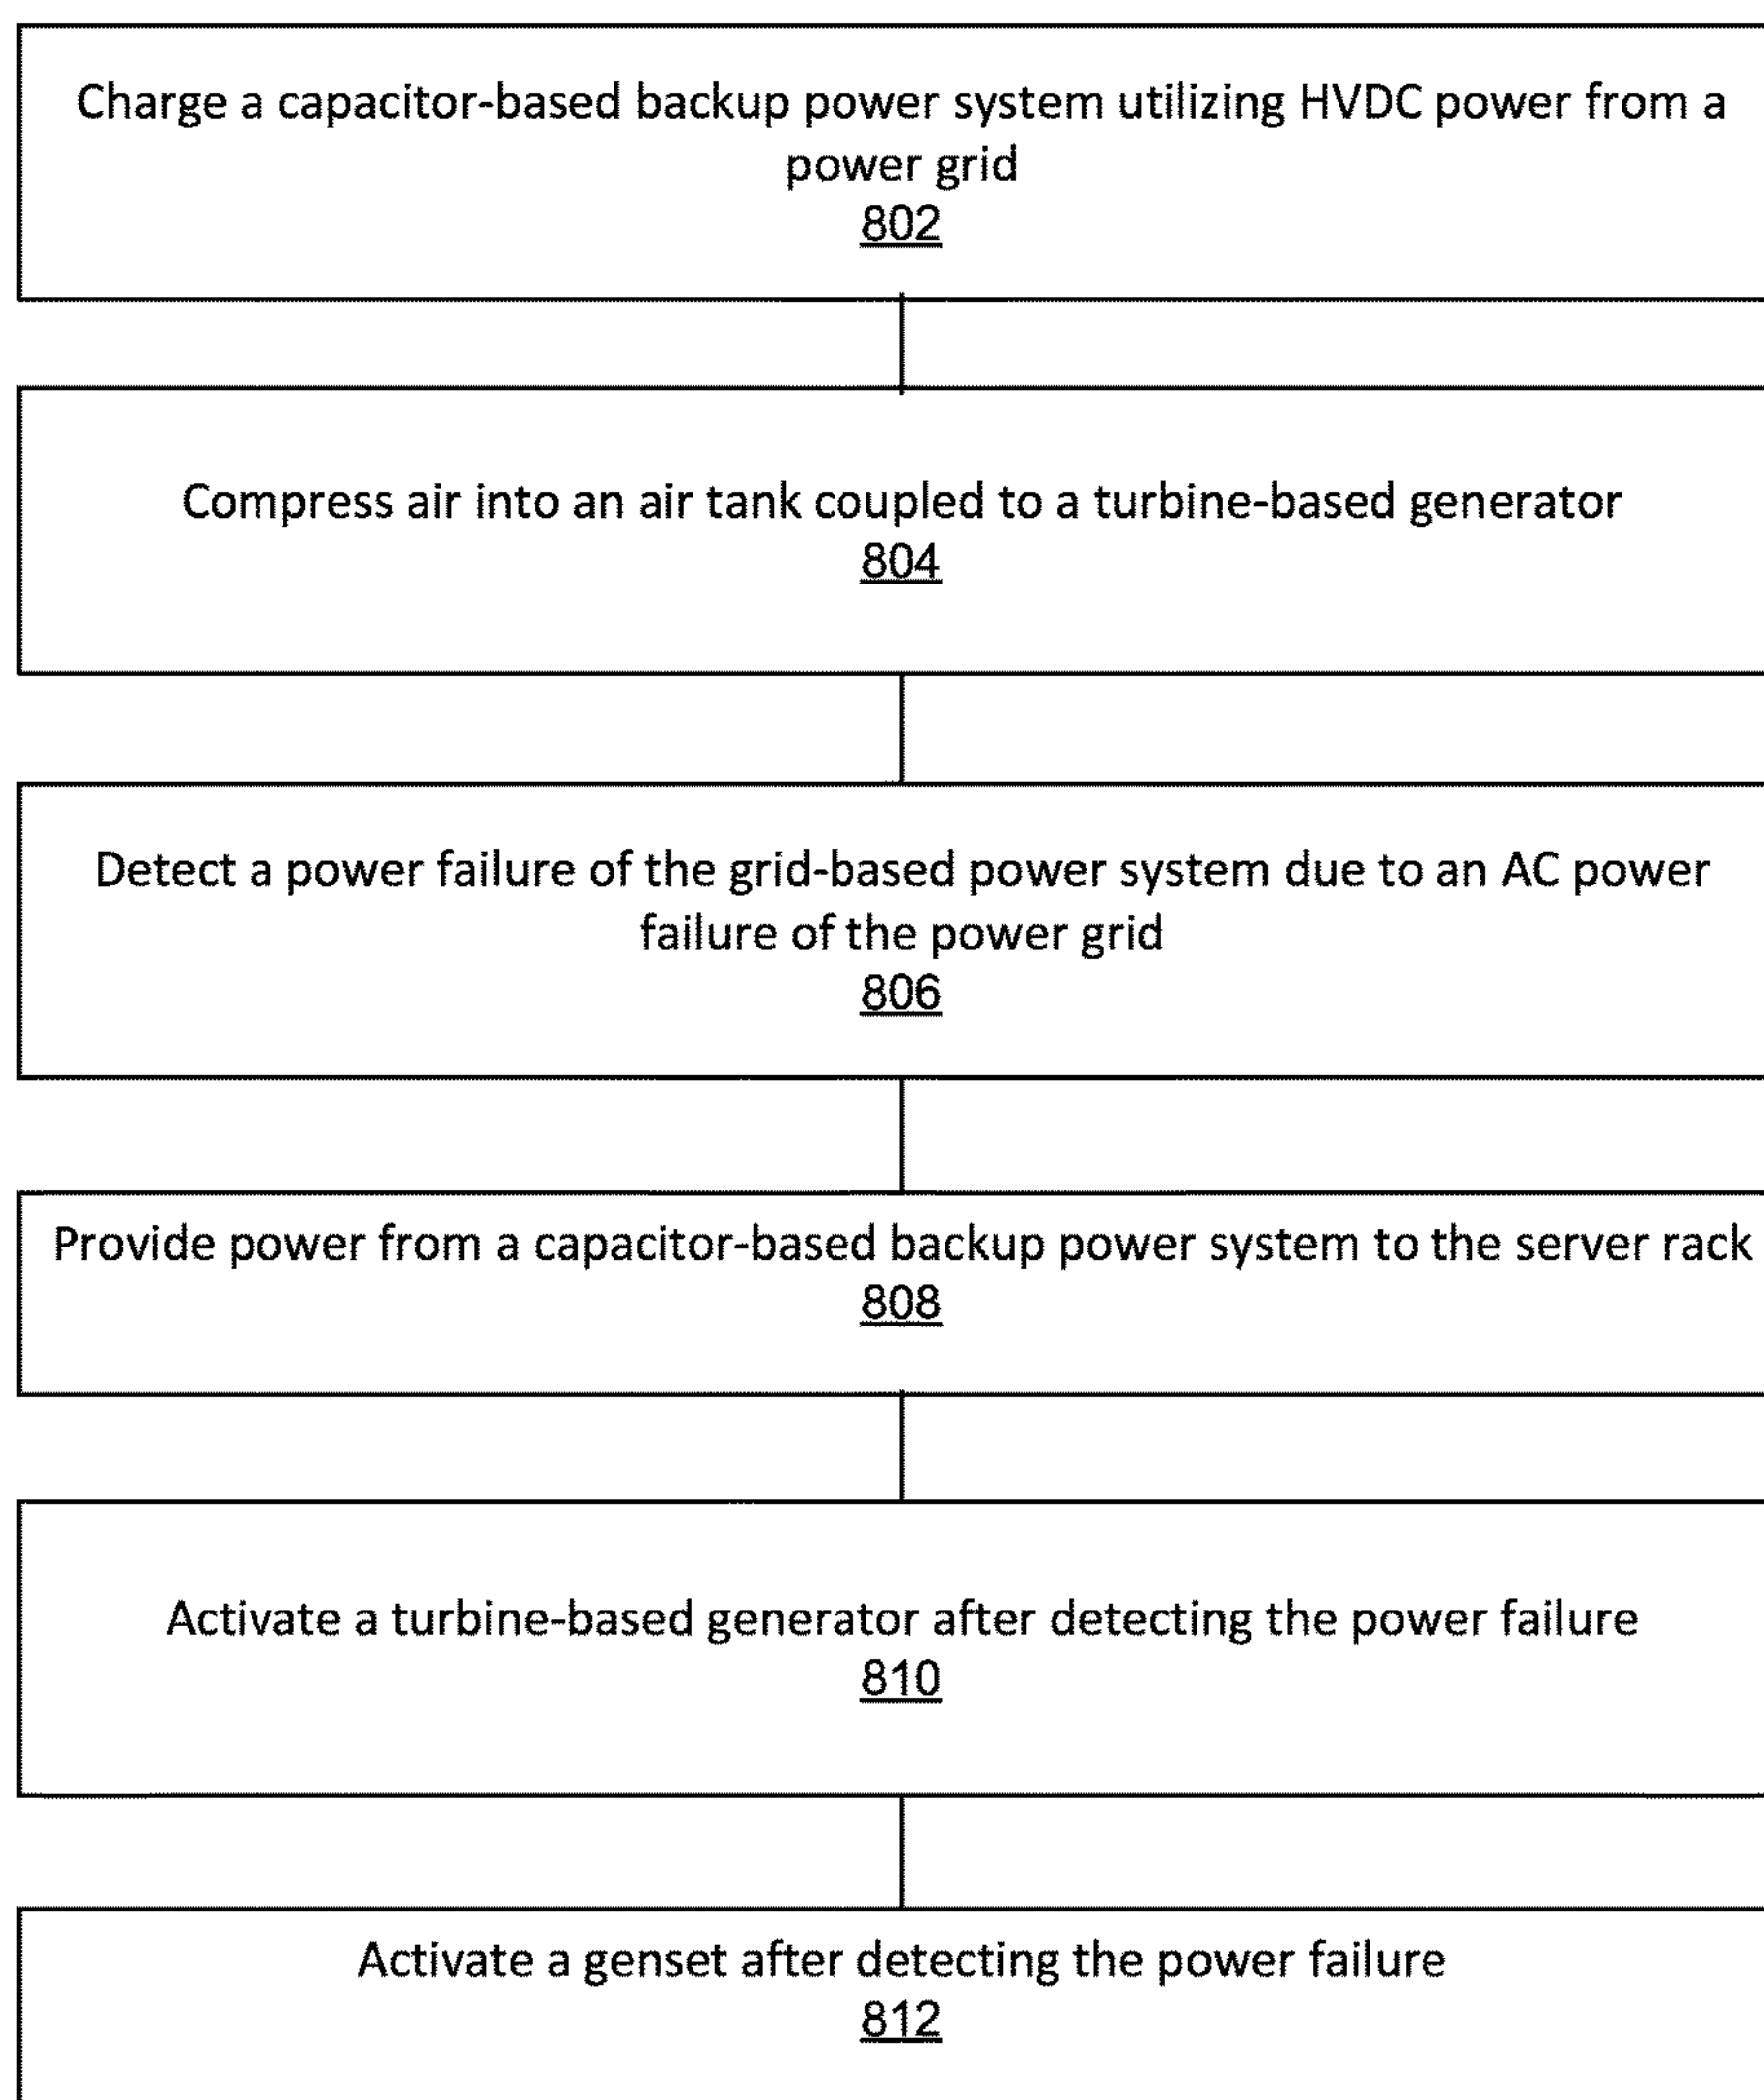 Charge a capacitor-based backup power system utilizing HVDC power from a
power grid
802
Compress air into an air tank coupled to a turbine-based generator
804
Detect a power failure of the grid-based power system due to an AC power
failure of the power grid
806
Provide power from a capacitor-based backup power system to the server rack
808
Activate a turbine-based generator after detecting the power failure
810
Activate a genset after detecting the power failure
812